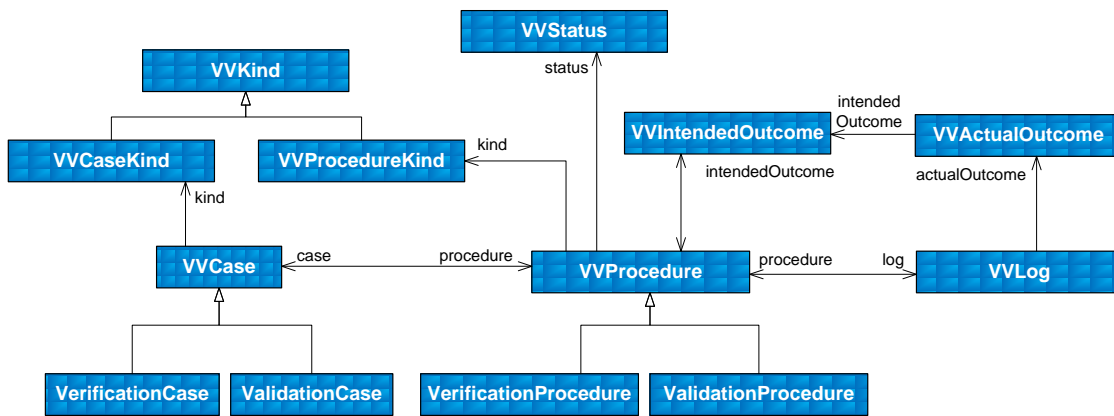 VVStatus
status
VVKind
intended
Outcome
VVIntendedOutcome
VVActualOutcome
VVCaseKind
VVProcedureKind
kind
intendedOutcome
actualOutcome
kind
case
procedure
procedure
log
VVCase
VVProcedure
VVLog
VerificationCase
ValidationCase
VerificationProcedure
ValidationProcedure